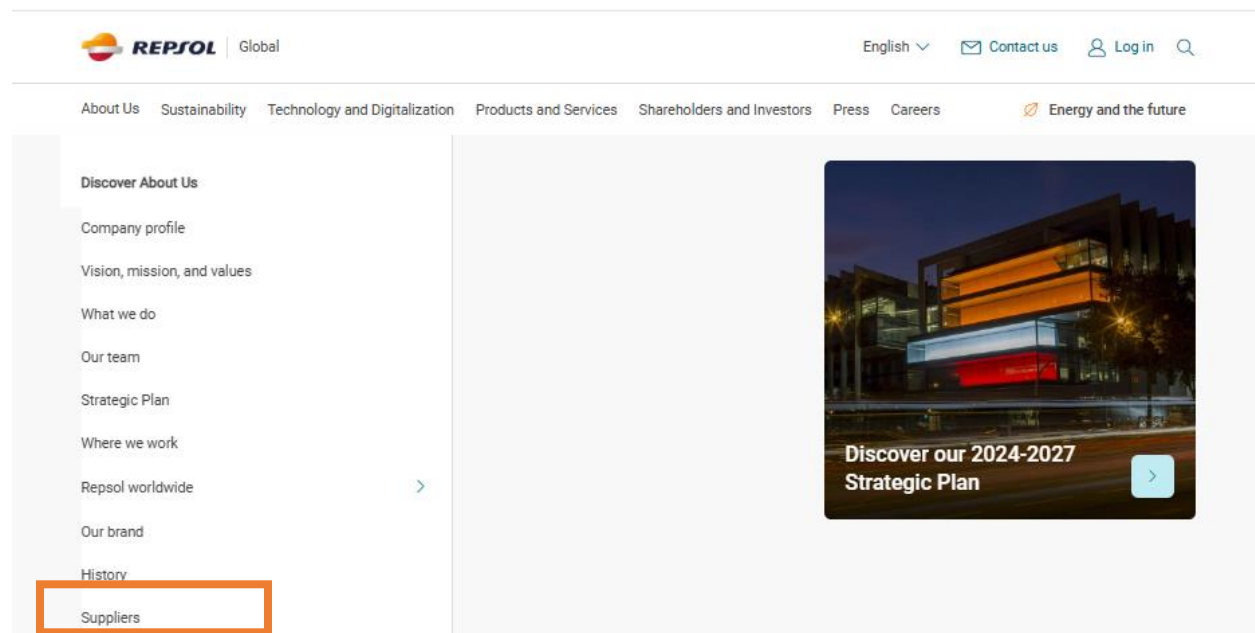 REPSOL Global English Contact us Log in
About Us Sustainability Technology and Digitalization Products and Services Shareholders and Investors Press Careers Energy and the future
Discover About Us
Company profile
Vision, mission, and values
What we do
Our team
Strategic Plan
Where we work
Repsol worldwide
Our brand
History
Suppliers
Discover our 2024-2027
Strategic Plan